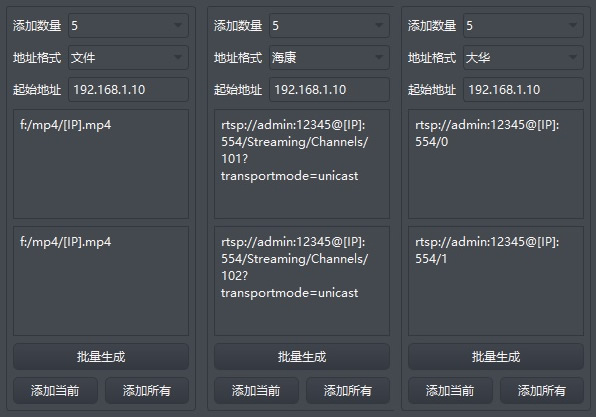 添加数量 5
地址格式 文件
起始地址 192.168.1.10
f:/mp4/[IP].mp4
f:/mp4/[IP].mp4
批量生成
添加当前 添加所有
添加数量 5
地址格式 海康
起始地址 192.168.1.10
rtsp://admin:12345@[IP]:
554/Streaming/Channels/
101?
transportmode=unicast
rtsp://admin:12345@[IP]:
554/Streaming/Channels/
102?
transportmode=unicast
批量生成
添加当前 添加所有
添加数量 5
地址格式 大华
起始地址 192.168.1.10
rtsp://admin:12345@[IP]:
554/0
rtsp://admin:12345@[IP]:
554/1
批量生成
添加当前 添加所有